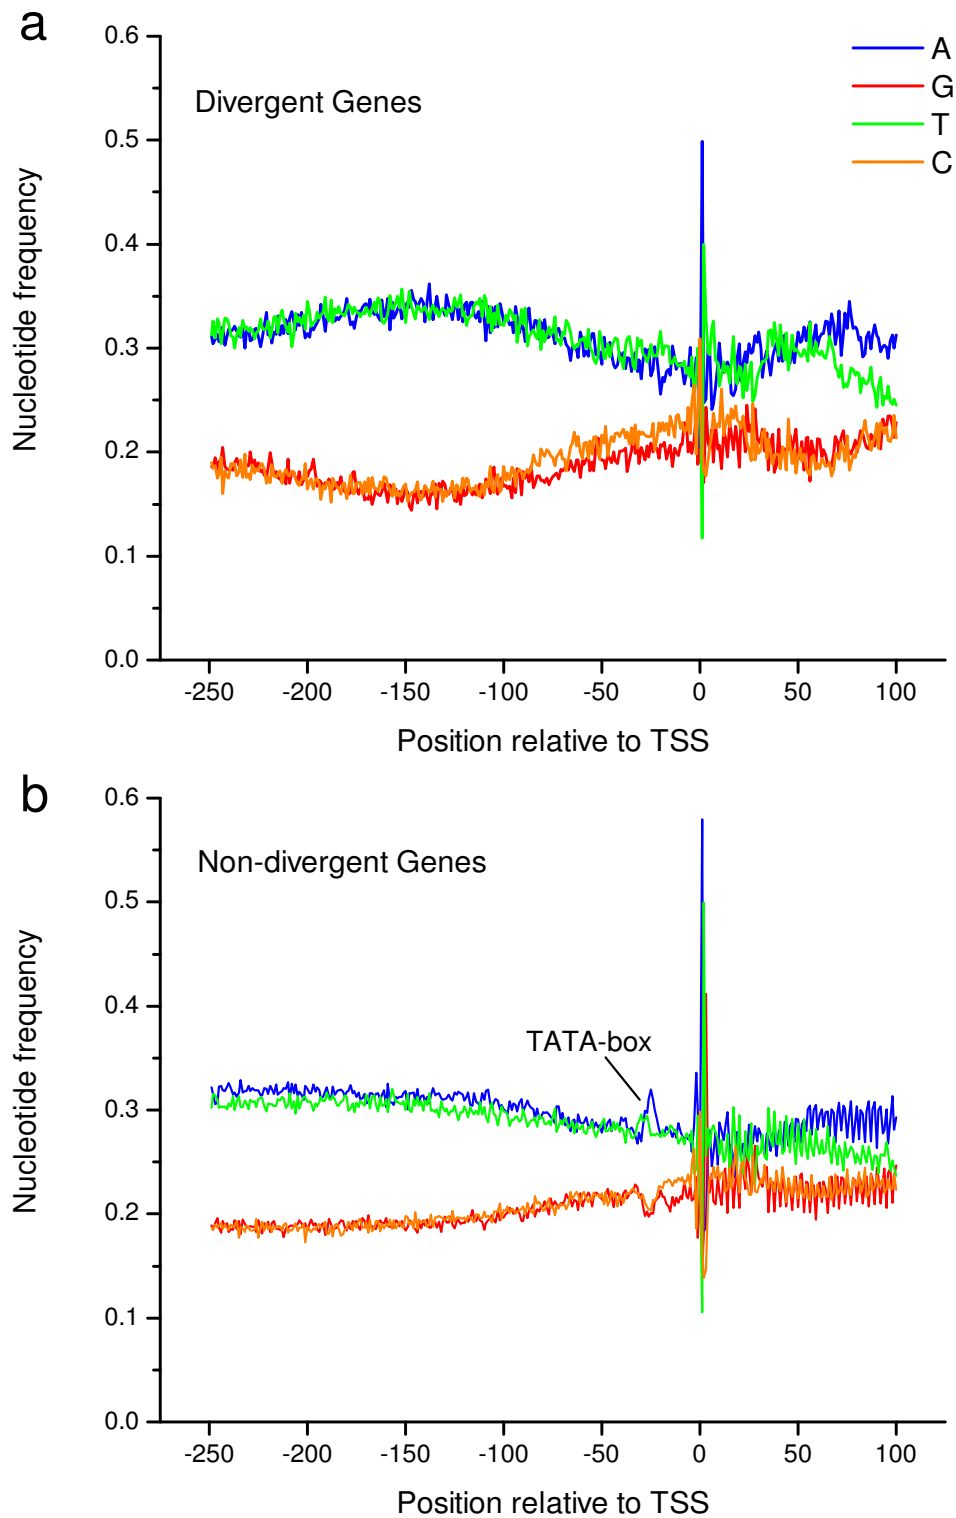 a
0.6
0.5
0.4
0.3
0.2
0.1
0.0
Nucleotide frequency
Divergent Genes
A
G
T
C
-250 -200 -150 -100 -50 0 50 100
Position relative to TSS
b
0.6
0.5
0.4
0.3
0.2
0.1
0.0
Nucleotide frequency
Non-divergent Genes
TATA-box
-250 -200 -150 -100 -50 0 50 100
Position relative to TSS